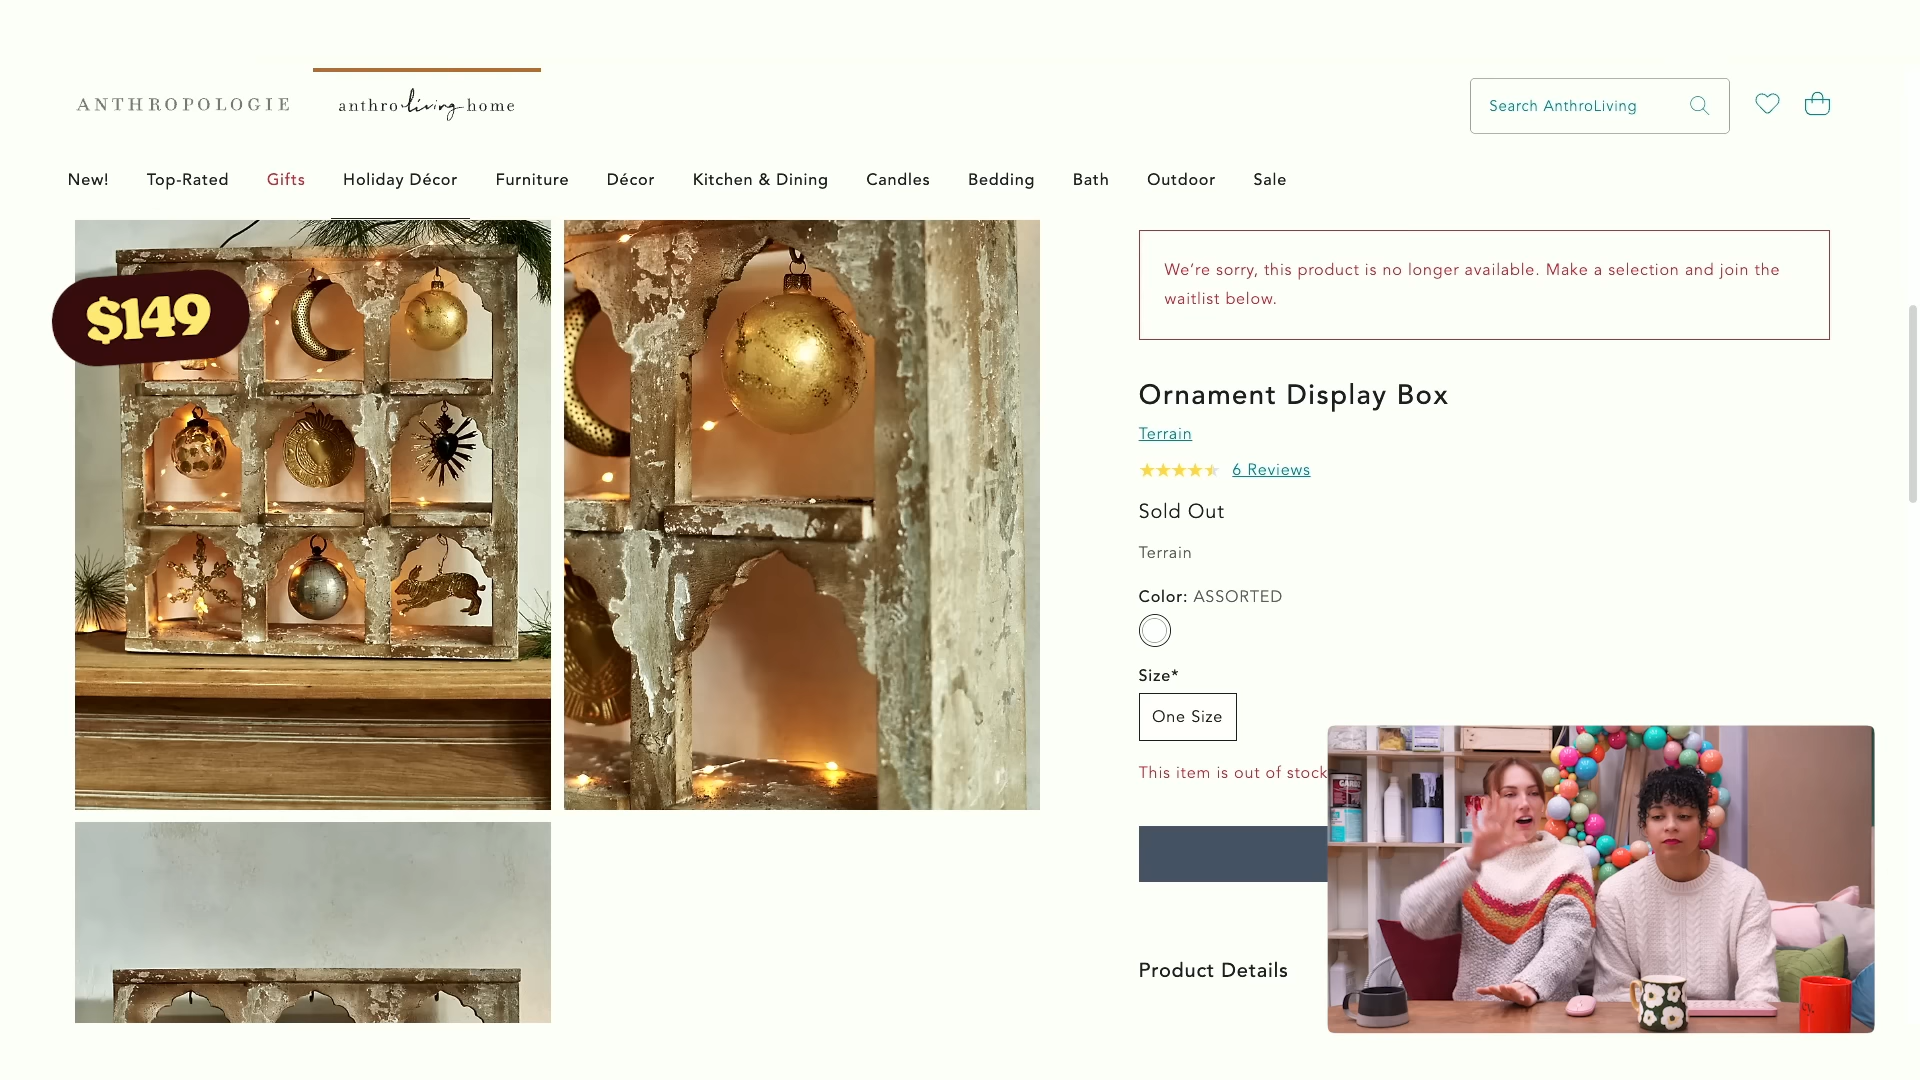 ANTHROPOLOGIE
anthro living home
Search AnthroLiving
New! Top-Rated Gifts Holiday Décor Furniture Décor Kitchen & Dining Candles Bedding Bath Outdoor Sale
$149
We’re sorry, this product is no longer available. Make a selection and join the
waitlist below.
Ornament Display Box
Terrain
6 Reviews
Sold Out
Terrain
Color: ASSORTED
Size*
One Size
This item is out of stock
Product Details